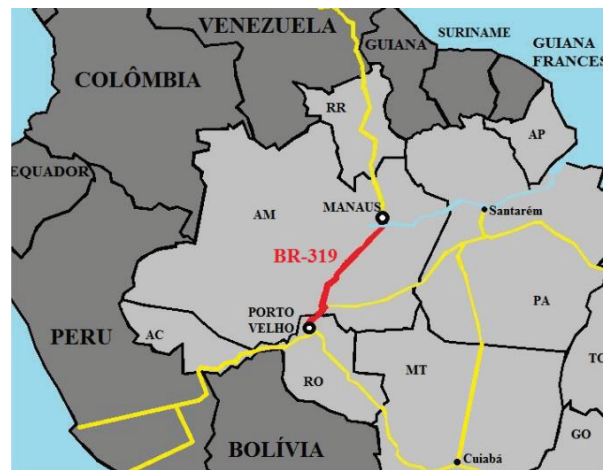 VENEZUELA
SURINAME
GUIANA
GUIANA
FRANCES
COLÔMBIA
RR
AP
EQUADOR
AM
MANAUS
Santarém
BR-319
PORTO
VELHO
PA
PERU
AC
TO
RO
MT
GO
BOLÍVIA
Cuiabá